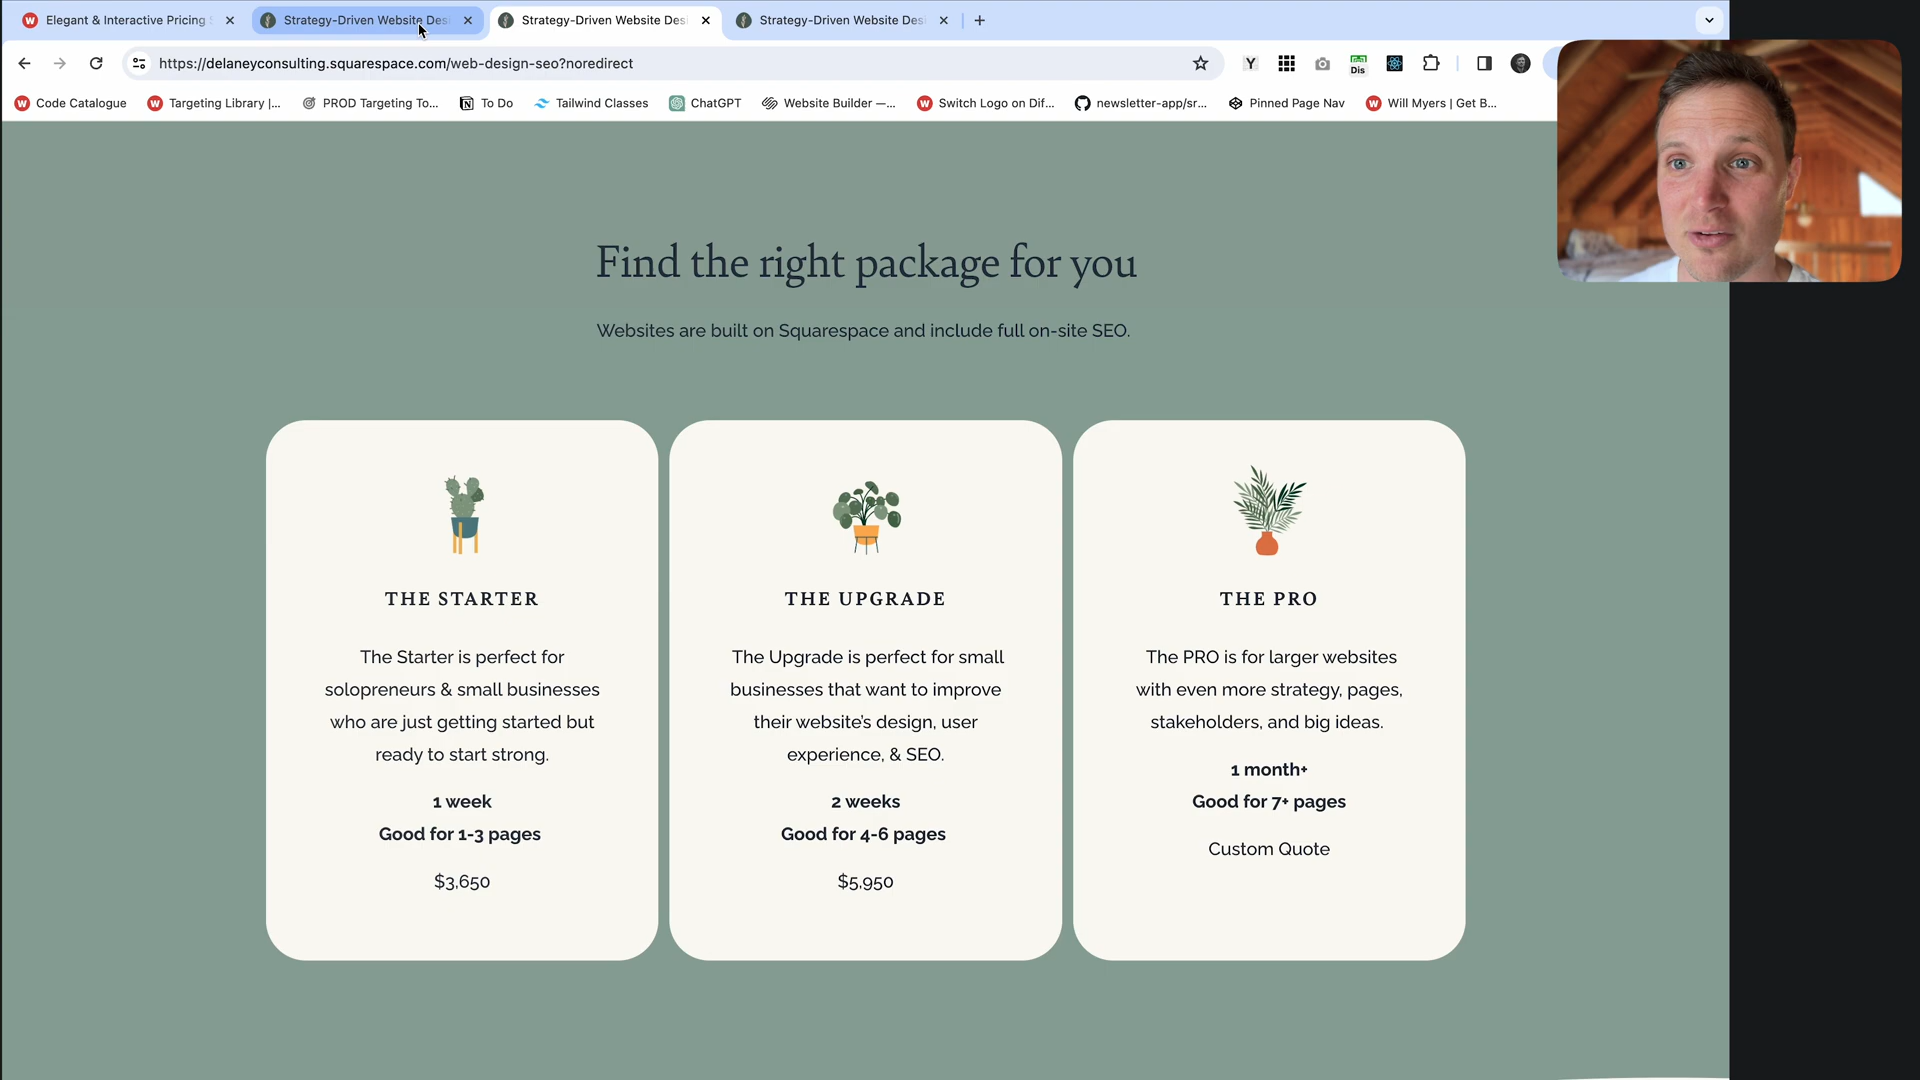 Elegant & Interactive Pricing
Strategy-Driven Website Des
Strategy-Driven Website Des
Strategy-Driven Website Des
https://delaneyconsulting.squarespace.com/web-design-seo?noredirect
Y
Dis
Code Catalogue
Targeting Library |...
PROD Targeting To...
To Do
Tailwind Classes
ChatGPT
Website Builder —...
Switch Logo on Dif...
newsletter-app/sr...
Pinned Page Nav
Will Myers | Get B...
Find the right package for you
Websites are built on Squarespace and include full on-site SEO.
THE STARTER
The Starter is perfect for
solopreneurs & small businesses
who are just getting started but
ready to start strong.
1 week
Good for 1-3 pages
$3,650
THE UPGRADE
The Upgrade is perfect for small
businesses that want to improve
their website's design, user
experience, & SEO.
2 weeks
Good for 4-6 pages
$5,950
THE PRO
The PRO is for larger websites
with even more strategy, pages,
stakeholders, and big ideas.
1 month+
Good for 7+ pages
Custom Quote